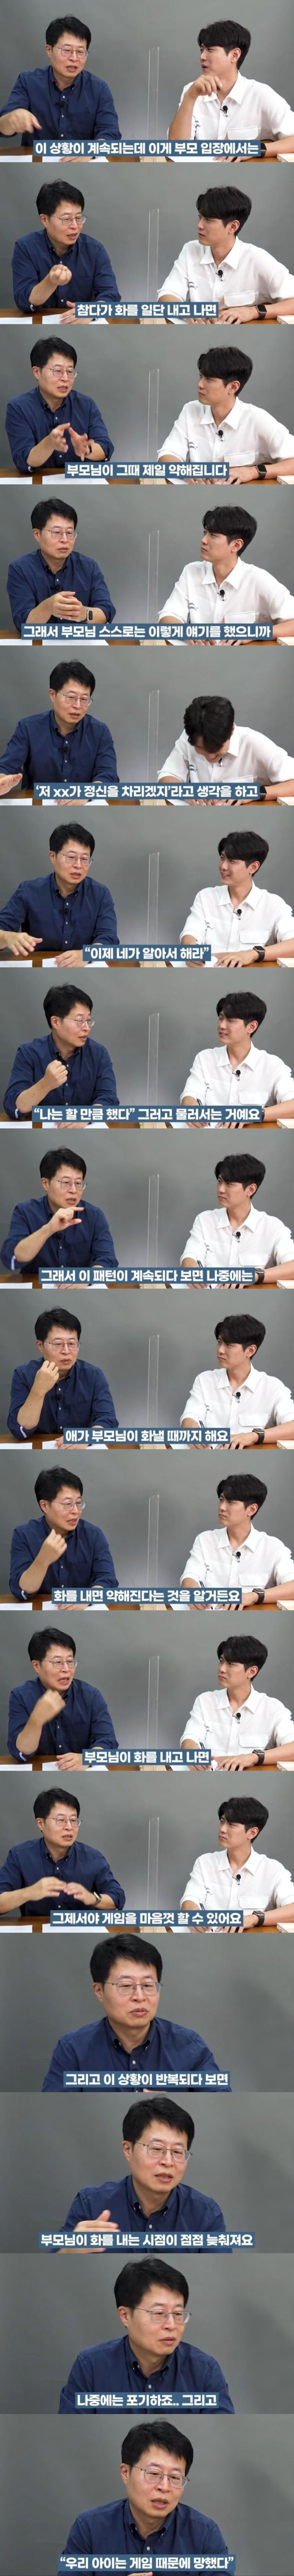 이 상황이 계속되는데 이게 부모 입장에서는
참다가 화를 일단 내고 나면
부모님이 그때 제일 약해집니다
그래서 부모님 스스로는 이렇게 얘기를 했으니까
‘저 xx가 정신을 차리겠지’라고 생각을 하고
“이제 네가 알아서 해라”
“나는 할 만큼 했다” 그러고 물러서는 거예요
그래서 이 패턴이 계속되다 보면 나중에는
애가 부모님이 화낼 때까지 해요
화를 내면 약해진다는 것을 알거든요
부모님이 화를 내고 나면
그제서야 게임을 마음껏 할 수 있어요
그리고 이 상황이 반복되다 보면
부모님이 화를 내는 시점이 점점 늦춰져요
나중에는 포기하죠.. 그리고
“우리 아이는 게임 때문에 망했다”